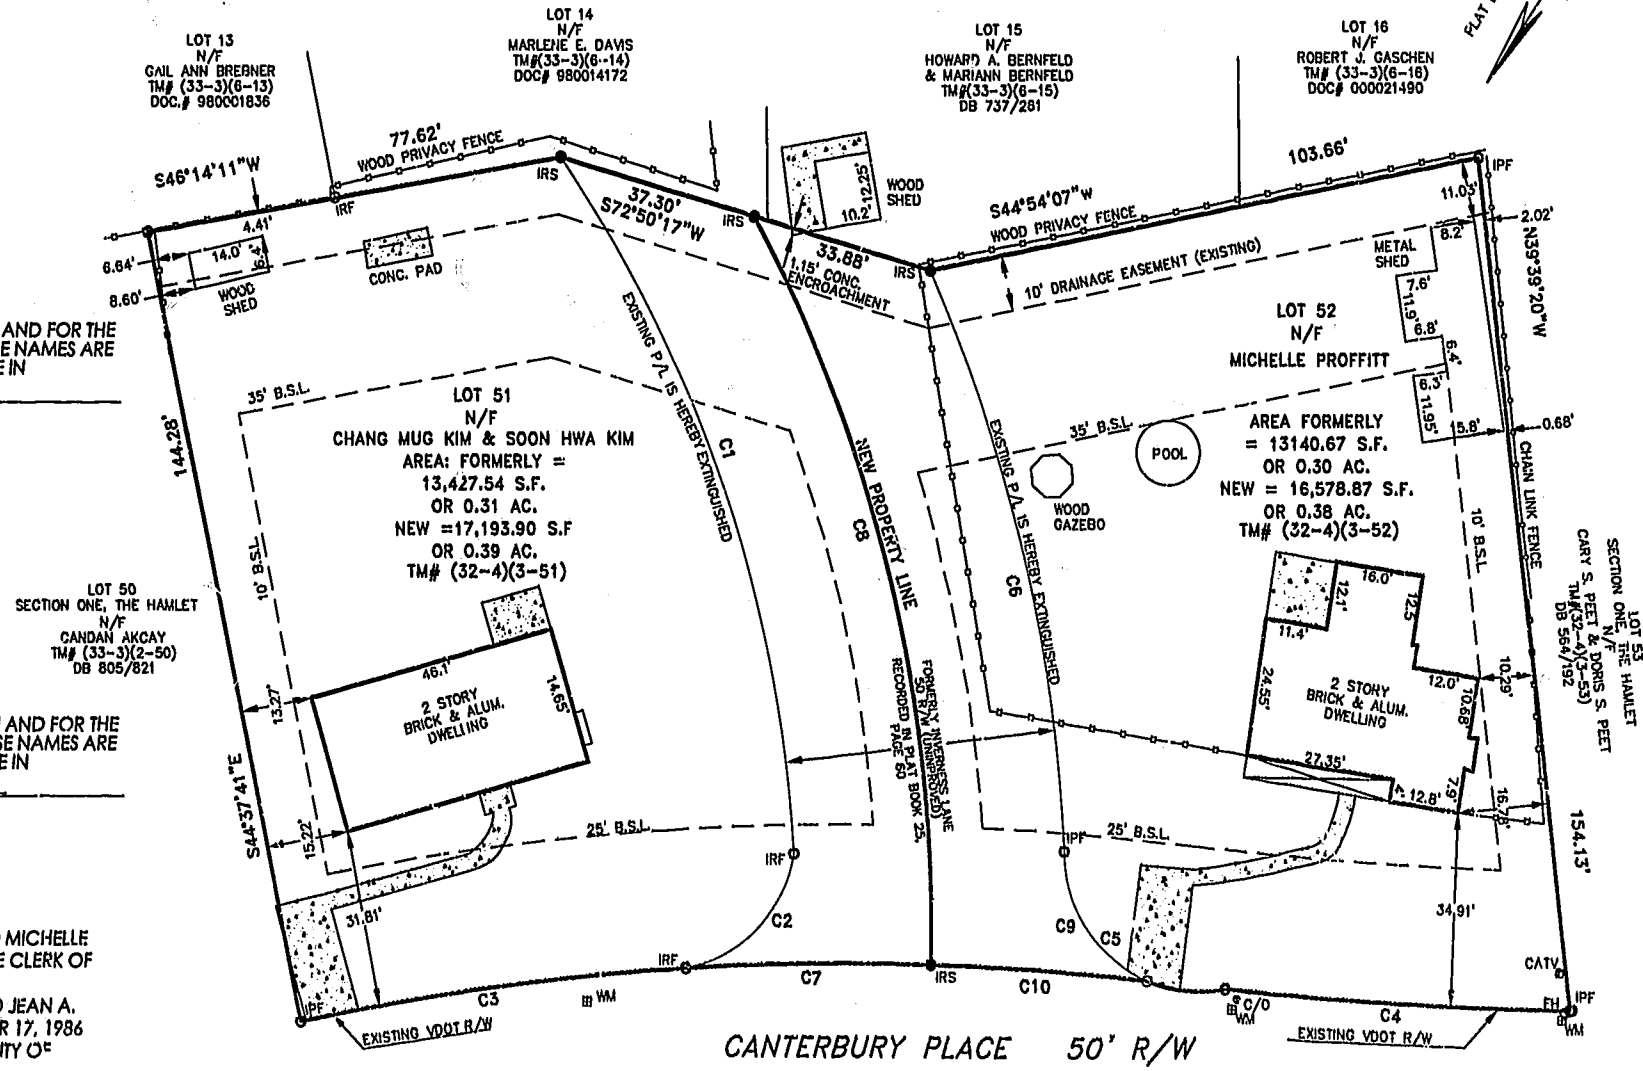 LOT 13
N/F
GAIL ANN BREBNER
TM# (33-3)(6-13)
DOC.# 980001836
LOT 14
N/F
MARLENE E. DAVIS
TM#(33-3)(6-14)
DOC# 980014172
LOT 15
N/F
HOWARD A. BERNFELD
& MARIANN BERNFELD
TM#(33-3)(6-15)
DB 737/281
LOT 16
N/F
ROBERT J. GASCHEN
TM# (33-3)(6-16)
DOC# 000021490
PLAT
S46°14'11"W
77.62'
WOOD PRIVACY FENCE
IRF
IRS
4.41'
6.64'
14.0'
6.4'
8.60'
WOOD
SHED
CONC. PAD
37.30'
S72°50'17"W
IRS
WOOD
SHED
10.2'
12.25'
33.88'
1.15' CONC.
ENCROACHMENT
IRS
S44°54'07"W
WOOD PRIVACY FENCE
103.66'
IPF
11.03'
2.02'
8.2'
METAL
SHED
10' DRAINAGE EASEMENT (EXISTING)
N39°39'20"W
7.6'
11.9'
6.8'
6.4'
6.3'
11.95'
5.8'
0.68'
CHAIN LINK FENCE
AND FOR THE
E NAMES ARE
E IN
144.28'
35' B.S.L.
LOT 51
N/F
CHANG MUG KIM & SOON HWA KIM
AREA: FORMERLY =
13,427.54 S.F.
OR 0.31 AC.
NEW =17,193.90 S.F
OR 0.39 AC.
TM# (32-4)(3-51)
EXISTING P/L IS HEREBY EXTINGUISHED
C1
NEW PROPERTY LINE
C8
EXISTING P/L IS HEREBY EXTINGUISHED
C6
LOT 52
N/F
MICHELLE PROFFITT
35' B.S.L.
AREA FORMERLY
= 13140.67 S.F.
OR 0.30 AC.
NEW = 16,578.87 S.F.
OR 0.38 AC.
TM# (32-4)(3-52)
POOL
WOOD
GAZEBO
10' B.S.L.
10' B.S.L.
LOT 50
SECTION ONE, THE HAMLET
N/F
CANDAN AKCAY
TM# (33-3)(2-50)
DB 805/821
LOT 53
SECTION ONE, THE HAMLET
N/F
CARY S. PEET & DORIS S. PEET
TM#(32-4)(3-53)
DB 564/192
46.1'
14.65'
2 STORY
BRICK & ALUM.
DWELLING
13.27'
15.22'
31.81'
S44°37'41"E
25' B.S.L.
FORMERLY INVERNESS LANE
50' R/W (UNIMPROVED)
RECORDED IN PLAT BOOK 25,
PAGE 60
16.0'
12.1'
12.5
11.4'
24.55'
12.0'
10.68'
10.29'
2 STORY
BRICK & ALUM.
DWELLING
27.35'
4'
12.8'
7.9'
16.78'
25' B.S.L.
154.13'
34.91'
AND FOR THE
SE NAMES ARE
E IN
MICHELLE
E CLERK OF
JEAN A.
R 17, 1986
TY OF
IRF
C2
IRF
IPF
C9
C5
C3
WM
C7
IRS
C10
C/O
WM
C4
CATV
FH
IPF
WM
IPF
EXISTING VDOT R/W
EXISTING VDOT R/W
CANTERBURY PLACE 50' R/W